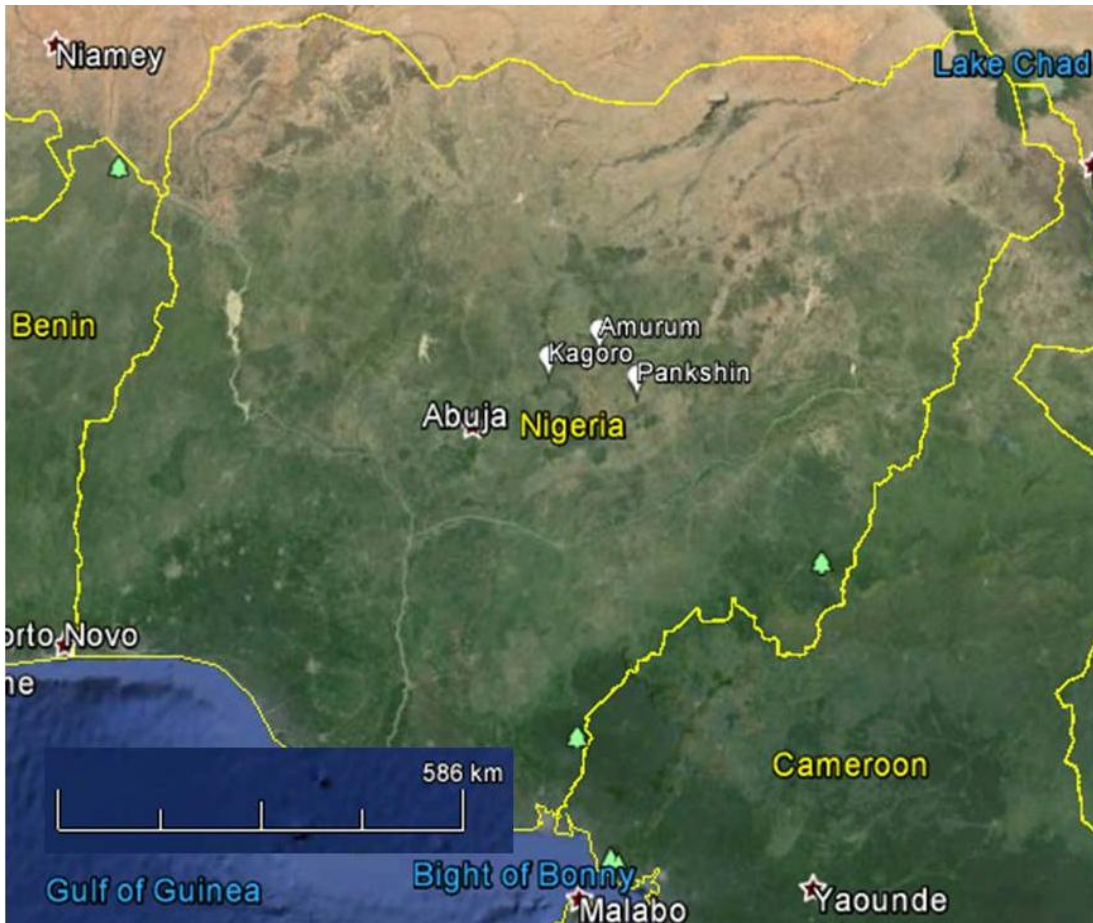 Niamey
Lake Chad
Benin
Amurum
Kagoro
Pankshin
Abuja
Nigeria
orto Novo
ne
586 km
Cameroon
Gulf of Guinea
Bight of Bonny
Malabo
Yaounde